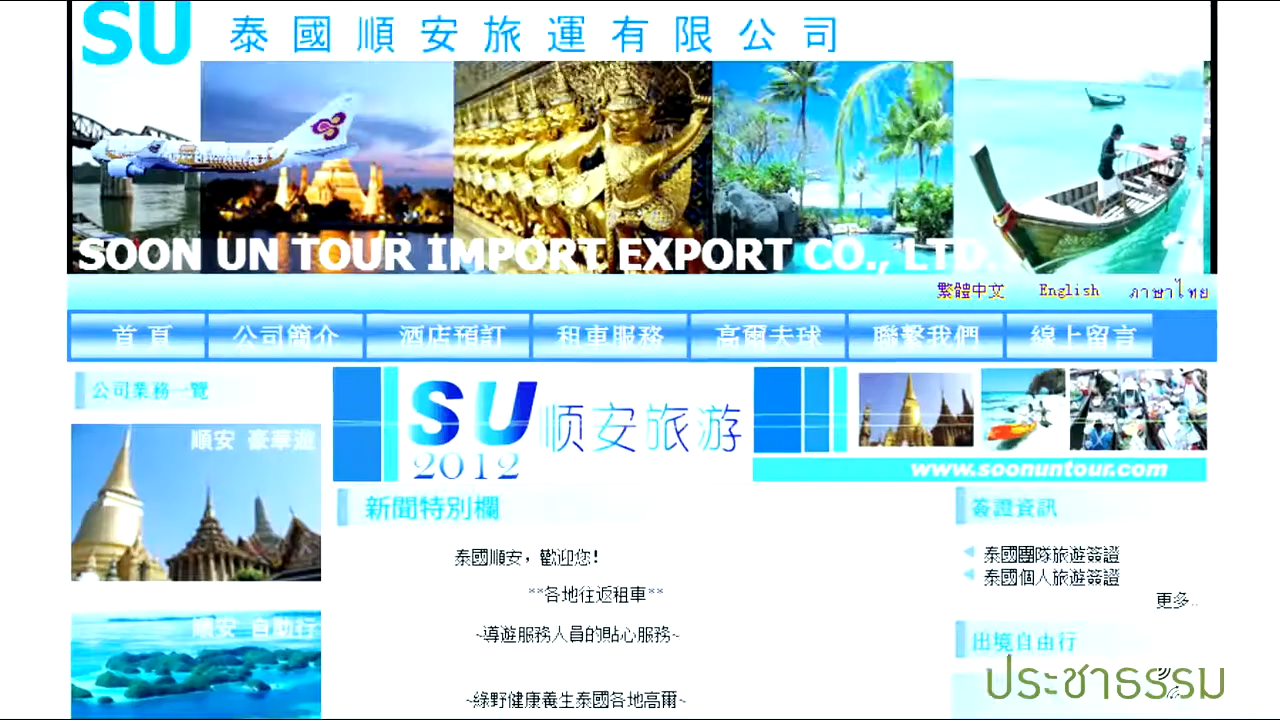 SU 泰國順安旅運有限公司
SOON UN TOUR IMPORT EXPORT CO., LTD.
繁體中文 English ภาษาไทย
首 頁 公司簡介 酒店預訂 租車服務 高爾夫球 聯繫我們 線上留言
公司業務一覽
順安 豪華遊
順安 自助行
SU 顺安旅游
2012
www.soonuntour.com
新聞特別欄
泰國順安，歡迎您!
**各地往返租車**
~導遊服務人員的貼心服務~
~綠野健康養生泰國各地高爾~
簽證資訊
泰國團隊旅遊簽證
泰國個人旅遊簽證
更多..
出境自由行
ประชาธรรม